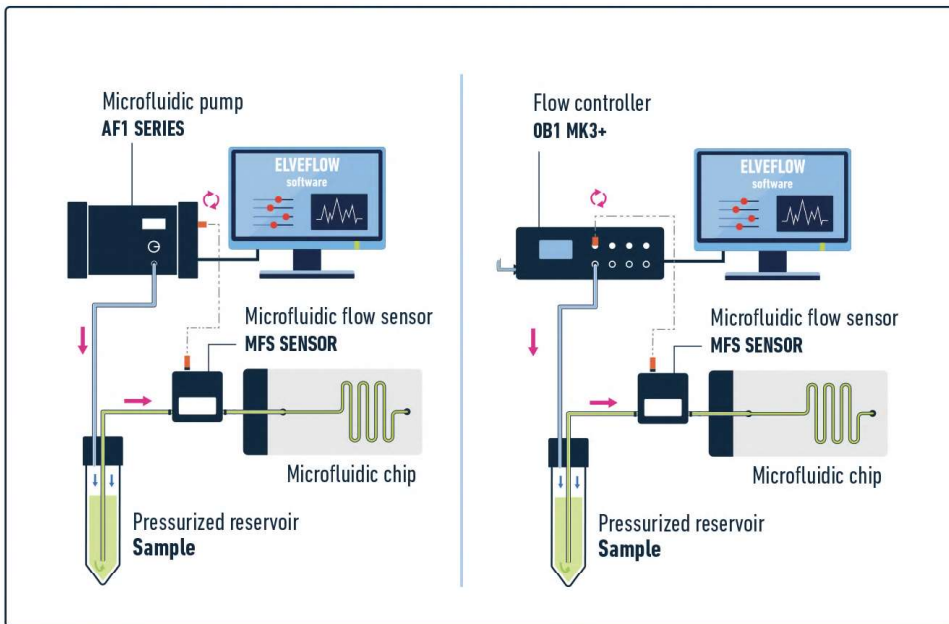 Microfluidic pump
AF1 SERIES
ELVEFLOW
software
Microfluidic flow sensor
MFS SENSOR
Microfluidic chip
Pressurized reservoir
Sample
Flow controller
OB1 MK3+
ELVEFLOW
software
Microfluidic flow sensor
MFS SENSOR
Microfluidic chip
Pressurized reservoir
Sample